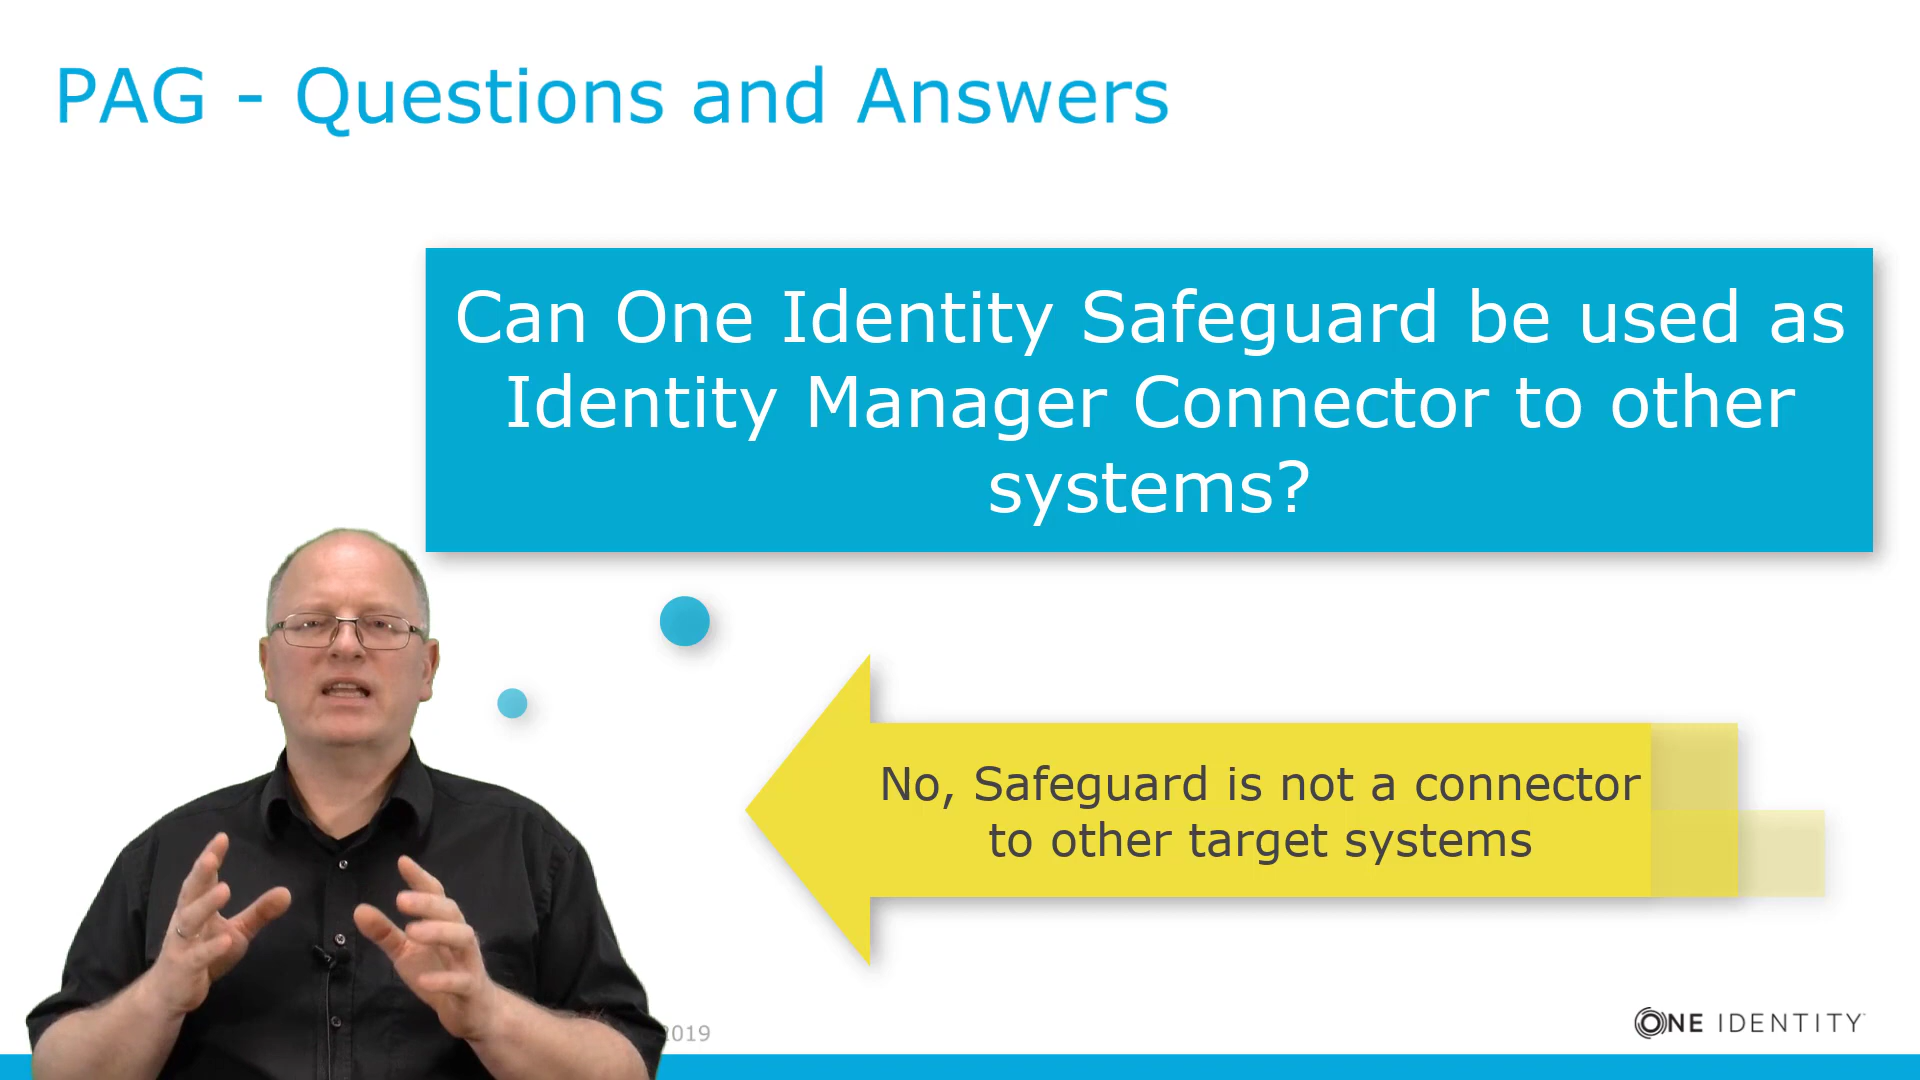 PAG - Questions and Answers
Can One Identity Safeguard be used as
Identity Manager Connector to other
systems?
No, Safeguard is not a connector
to other target systems
2019
ONE IDENTITY